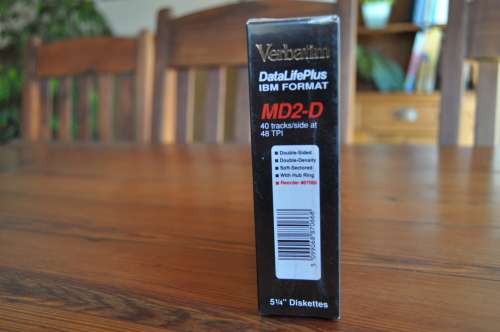 Verbatim
DataLifePlus
IBM FORMAT
MD2-D
40 tracks/side at
48 TPI
Double-Sided
Double-Density
Soft-Sectored
With Hub Ring
Reorder
5¼" Diskettes